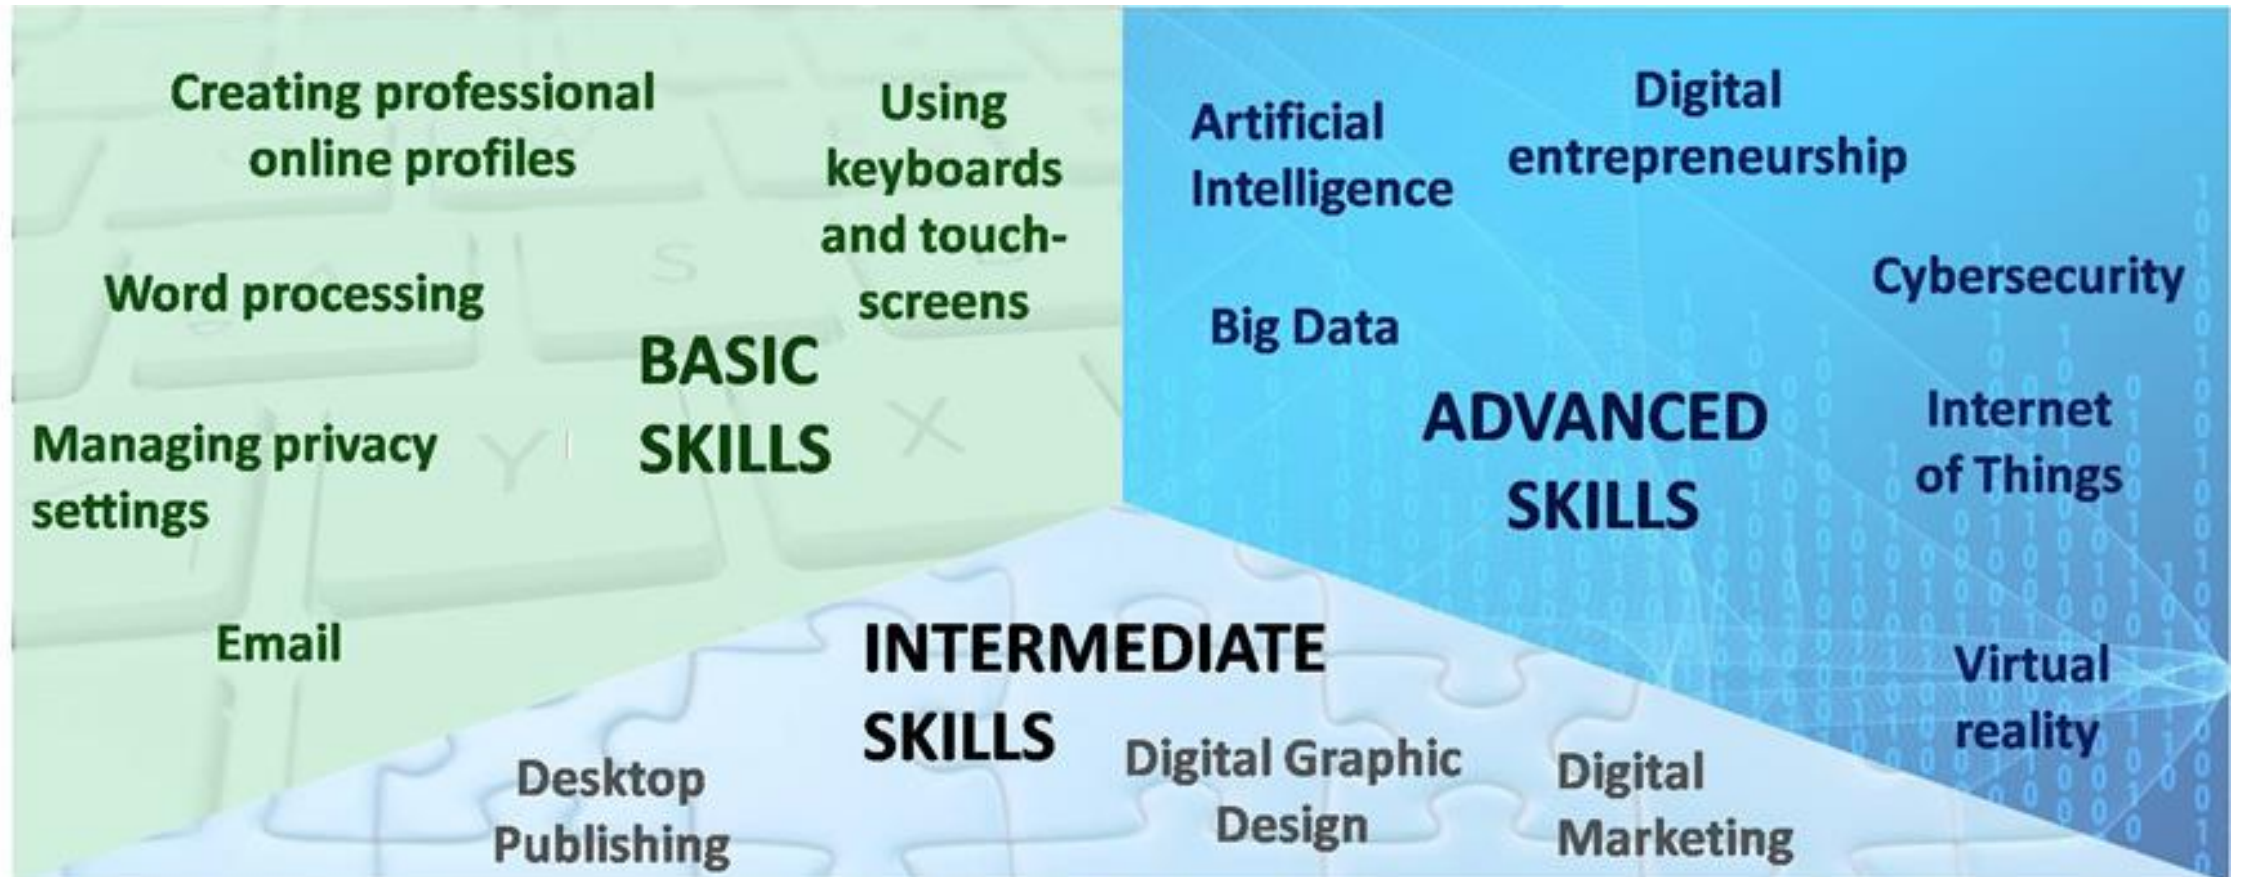 Creating professional
online profiles
Using
keyboards
and touch-
screens
Word processing
BASIC
SKILLS
Managing privacy
settings
Email
Artificial
Intelligence
Digital
entrepreneurship
Cybersecurity
Big Data
ADVANCED
SKILLS
Internet
of Things
Virtual
reality
INTERMEDIATE
SKILLS
Desktop
Publishing
Digital Graphic
Design
Digital
Marketing